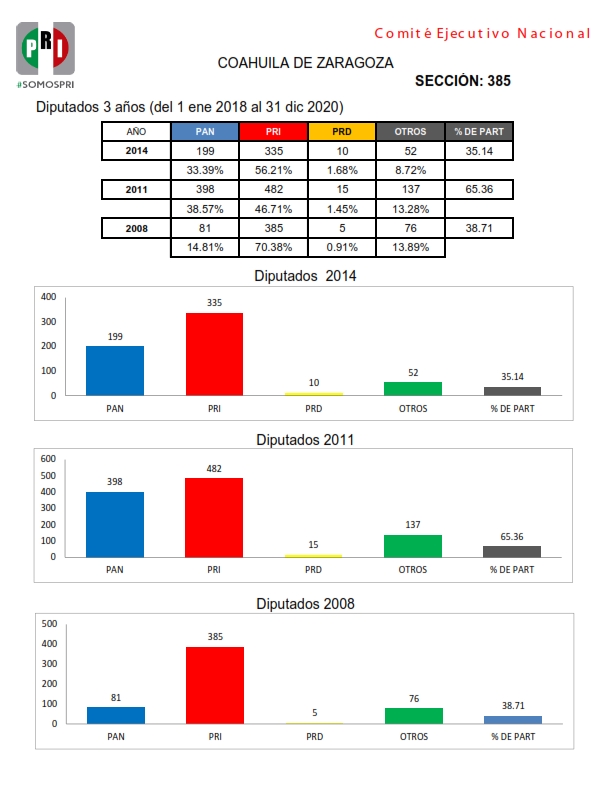 PRI
#SOMOSPRI
Comité Ejecutivo Nacional
COAHUILA DE ZARAGOZA
SECCIÓN: 385
Diputados 3 años (del 1 ene 2018 al 31 dic 2020)
AÑO PAN PRI PRD OTROS % DE PART
2014 199 335 10 52 35.14
33.39% 56.21% 1.68% 8.72%
2011 398 482 15 137 65.36
38.57% 46.71% 1.45% 13.28%
2008 81 385 5 76 38.71
14.81% 70.38% 0.91% 13.89%
Diputados 2014
400
300
200
100
0
199 335 10 52 35.14
PAN PRI PRD OTROS % DE PART
Diputados 2011
600
500
400
300
200
100
0
398 482 15 137 65.36
PAN PRI PRD OTROS % DE PART
Diputados 2008
500
400
300
200
100
0
81 385 5 76 38.71
PAN PRI PRD OTROS % DE PART